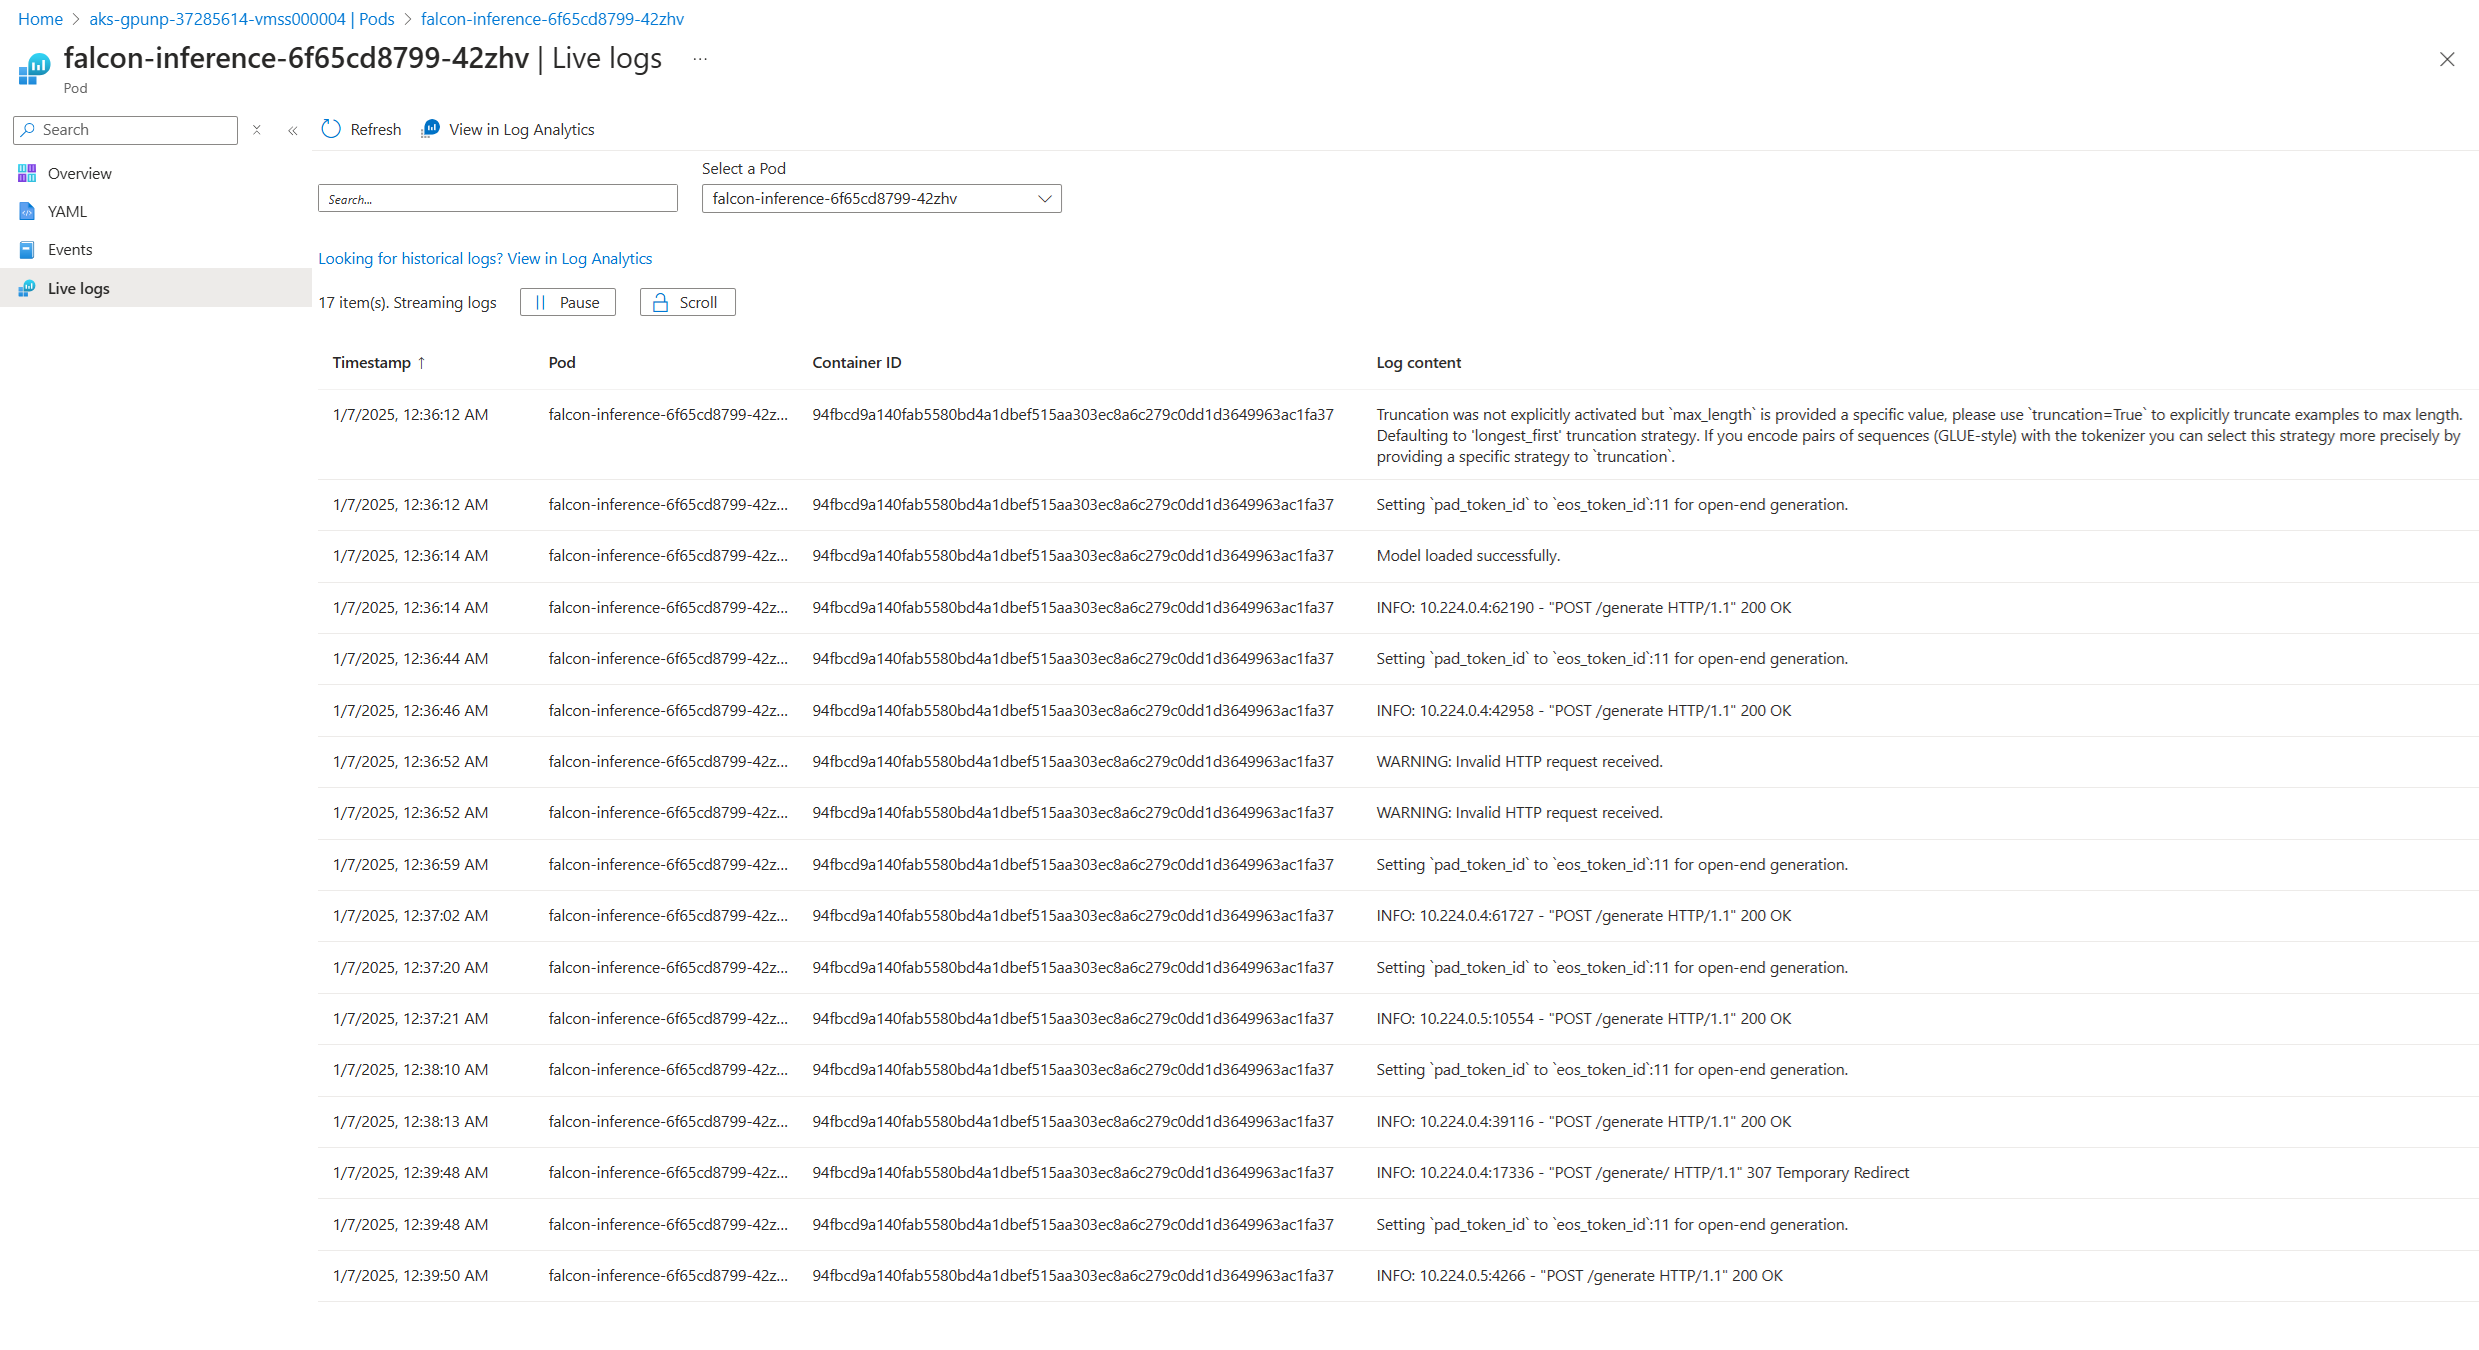 Home > aks-gpunp-37285614-vmss000004 | Pods > falcon-inference-6f65cd8799-42zhv
falcon-inference-6f65cd8799-42zhv | Live logs ...
Pod
Search
Refresh View in Log Analytics
Overview
YAML
Events
Live logs
Select a Pod
Search... falcon-inference-6f65cd8799-42zhv
Looking for historical logs? View in Log Analytics
17 item(s). Streaming logs Pause Scroll
Timestamp ↑ Pod Container ID Log content
1/7/2025, 12:36:12 AM falcon-inference-6f65cd8799-42z... 94fbcd9a140fab5580bd4a1dbef515aa303ec8a6c279c0dd1d3649963ac1fa37 Truncation was not explicitly activated but `max_length` is provided a specific value, please use `truncation=True` to explicitly truncate examples to max length.
Defaulting to 'longest_first' truncation strategy. If you encode pairs of sequences (GLUE-style) with the tokenizer you can select this strategy more precisely by
providing a specific strategy to `truncation`.
1/7/2025, 12:36:12 AM falcon-inference-6f65cd8799-42z... 94fbcd9a140fab5580bd4a1dbef515aa303ec8a6c279c0dd1d3649963ac1fa37 Setting `pad_token_id` to `eos_token_id`:11 for open-end generation.
1/7/2025, 12:36:14 AM falcon-inference-6f65cd8799-42z... 94fbcd9a140fab5580bd4a1dbef515aa303ec8a6c279c0dd1d3649963ac1fa37 Model loaded successfully.
1/7/2025, 12:36:14 AM falcon-inference-6f65cd8799-42z... 94fbcd9a140fab5580bd4a1dbef515aa303ec8a6c279c0dd1d3649963ac1fa37 INFO: 10.224.0.4:62190 - "POST /generate HTTP/1.1" 200 OK
1/7/2025, 12:36:44 AM falcon-inference-6f65cd8799-42z... 94fbcd9a140fab5580bd4a1dbef515aa303ec8a6c279c0dd1d3649963ac1fa37 Setting `pad_token_id` to `eos_token_id`:11 for open-end generation.
1/7/2025, 12:36:46 AM falcon-inference-6f65cd8799-42z... 94fbcd9a140fab5580bd4a1dbef515aa303ec8a6c279c0dd1d3649963ac1fa37 INFO: 10.224.0.4:42958 - "POST /generate HTTP/1.1" 200 OK
1/7/2025, 12:36:52 AM falcon-inference-6f65cd8799-42z... 94fbcd9a140fab5580bd4a1dbef515aa303ec8a6c279c0dd1d3649963ac1fa37 WARNING: Invalid HTTP request received.
1/7/2025, 12:36:52 AM falcon-inference-6f65cd8799-42z... 94fbcd9a140fab5580bd4a1dbef515aa303ec8a6c279c0dd1d3649963ac1fa37 WARNING: Invalid HTTP request received.
1/7/2025, 12:36:59 AM falcon-inference-6f65cd8799-42z... 94fbcd9a140fab5580bd4a1dbef515aa303ec8a6c279c0dd1d3649963ac1fa37 Setting `pad_token_id` to `eos_token_id`:11 for open-end generation.
1/7/2025, 12:37:02 AM falcon-inference-6f65cd8799-42z... 94fbcd9a140fab5580bd4a1dbef515aa303ec8a6c279c0dd1d3649963ac1fa37 INFO: 10.224.0.4:61727 - "POST /generate HTTP/1.1" 200 OK
1/7/2025, 12:37:20 AM falcon-inference-6f65cd8799-42z... 94fbcd9a140fab5580bd4a1dbef515aa303ec8a6c279c0dd1d3649963ac1fa37 Setting `pad_token_id` to `eos_token_id`:11 for open-end generation.
1/7/2025, 12:37:21 AM falcon-inference-6f65cd8799-42z... 94fbcd9a140fab5580bd4a1dbef515aa303ec8a6c279c0dd1d3649963ac1fa37 INFO: 10.224.0.5:10554 - "POST /generate HTTP/1.1" 200 OK
1/7/2025, 12:38:10 AM falcon-inference-6f65cd8799-42z... 94fbcd9a140fab5580bd4a1dbef515aa303ec8a6c279c0dd1d3649963ac1fa37 Setting `pad_token_id` to `eos_token_id`:11 for open-end generation.
1/7/2025, 12:38:13 AM falcon-inference-6f65cd8799-42z... 94fbcd9a140fab5580bd4a1dbef515aa303ec8a6c279c0dd1d3649963ac1fa37 INFO: 10.224.0.4:39116 - "POST /generate HTTP/1.1" 200 OK
1/7/2025, 12:39:48 AM falcon-inference-6f65cd8799-42z... 94fbcd9a140fab5580bd4a1dbef515aa303ec8a6c279c0dd1d3649963ac1fa37 INFO: 10.224.0.4:17336 - "POST /generate/ HTTP/1.1" 307 Temporary Redirect
1/7/2025, 12:39:48 AM falcon-inference-6f65cd8799-42z... 94fbcd9a140fab5580bd4a1dbef515aa303ec8a6c279c0dd1d3649963ac1fa37 Setting `pad_token_id` to `eos_token_id`:11 for open-end generation.
1/7/2025, 12:39:50 AM falcon-inference-6f65cd8799-42z... 94fbcd9a140fab5580bd4a1dbef515aa303ec8a6c279c0dd1d3649963ac1fa37 INFO: 10.224.0.5:4266 - "POST /generate HTTP/1.1" 200 OK